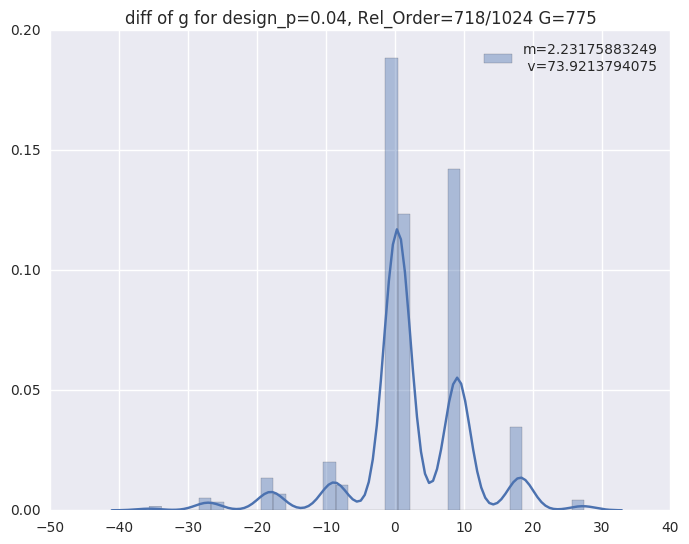 diff of g for design_p=0.04, Rel_Order=718/1024 G=775
m=2.23175883249
v=73.9213794075
0.20
0.15
0.10
0.05
0.00
−50 −40 −30 −20 −10 0 10 20 30 40